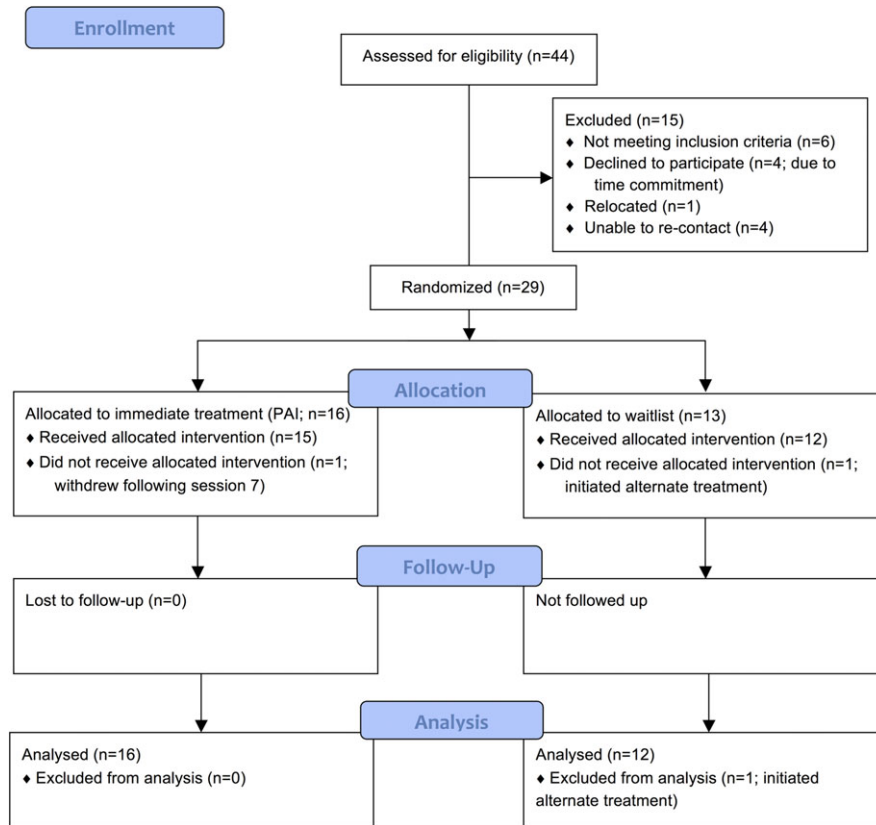 Enrollment
Assessed for eligibility (n=44)
Excluded (n=15)
♦ Not meeting inclusion criteria (n=6)
♦ Declined to participate (n=4; due to
time commitment)
♦ Relocated (n=1)
♦ Unable to re-contact (n=4)
Randomized (n=29)
Allocation
Allocated to immediate treatment (PAI; n=16)
♦ Received allocated intervention (n=15)
♦ Did not receive allocated intervention (n=1;
withdrew following session 7)
Allocated to waitlist (n=13)
♦ Received allocated intervention (n=12)
♦ Did not receive allocated intervention (n=1;
initiated alternate treatment)
Follow-Up
Lost to follow-up (n=0)
Not followed up
Analysis
Analysed (n=16)
♦ Excluded from analysis (n=0)
Analysed (n=12)
♦ Excluded from analysis (n=1; initiated
alternate treatment)